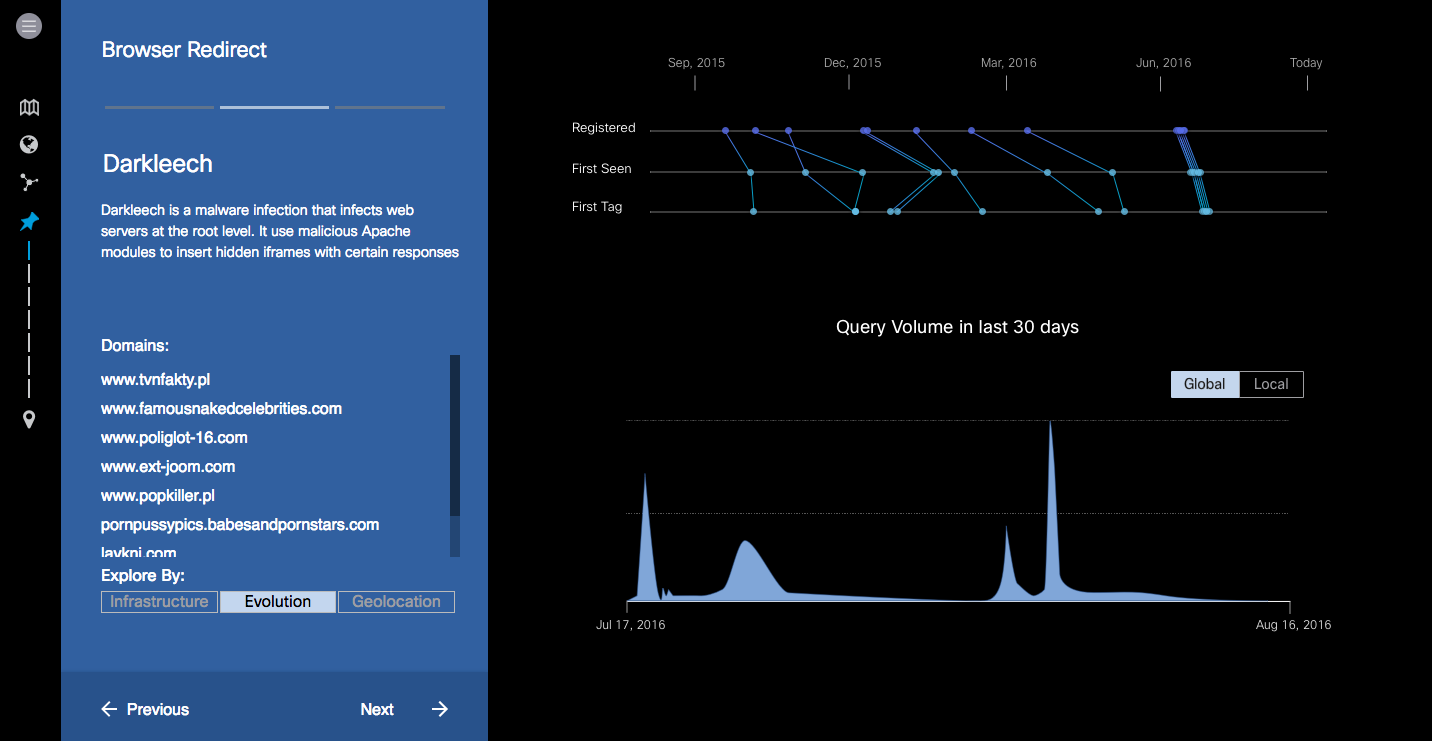 Browser Redirect
Darkleech
Darkleech is a malware infection that infects web
servers at the root level. It use malicious Apache
modules to insert hidden iframes with certain responses
Domains:
www.tvnfakty.pl
www.famousnakedcelebrities.com
www.poliglot-16.com
www.ext-joom.com
www.popkiller.pl
pornpussypics.babesandpornstars.com
laykni.com
Explore By:
Infrastructure Evolution Geolocation
Previous Next
Sep, 2015 Dec, 2015 Mar, 2016 Jun, 2016 Today
Registered
First Seen
First Tag
Query Volume in last 30 days
Global Local
Jul 17, 2016 Aug 16, 2016